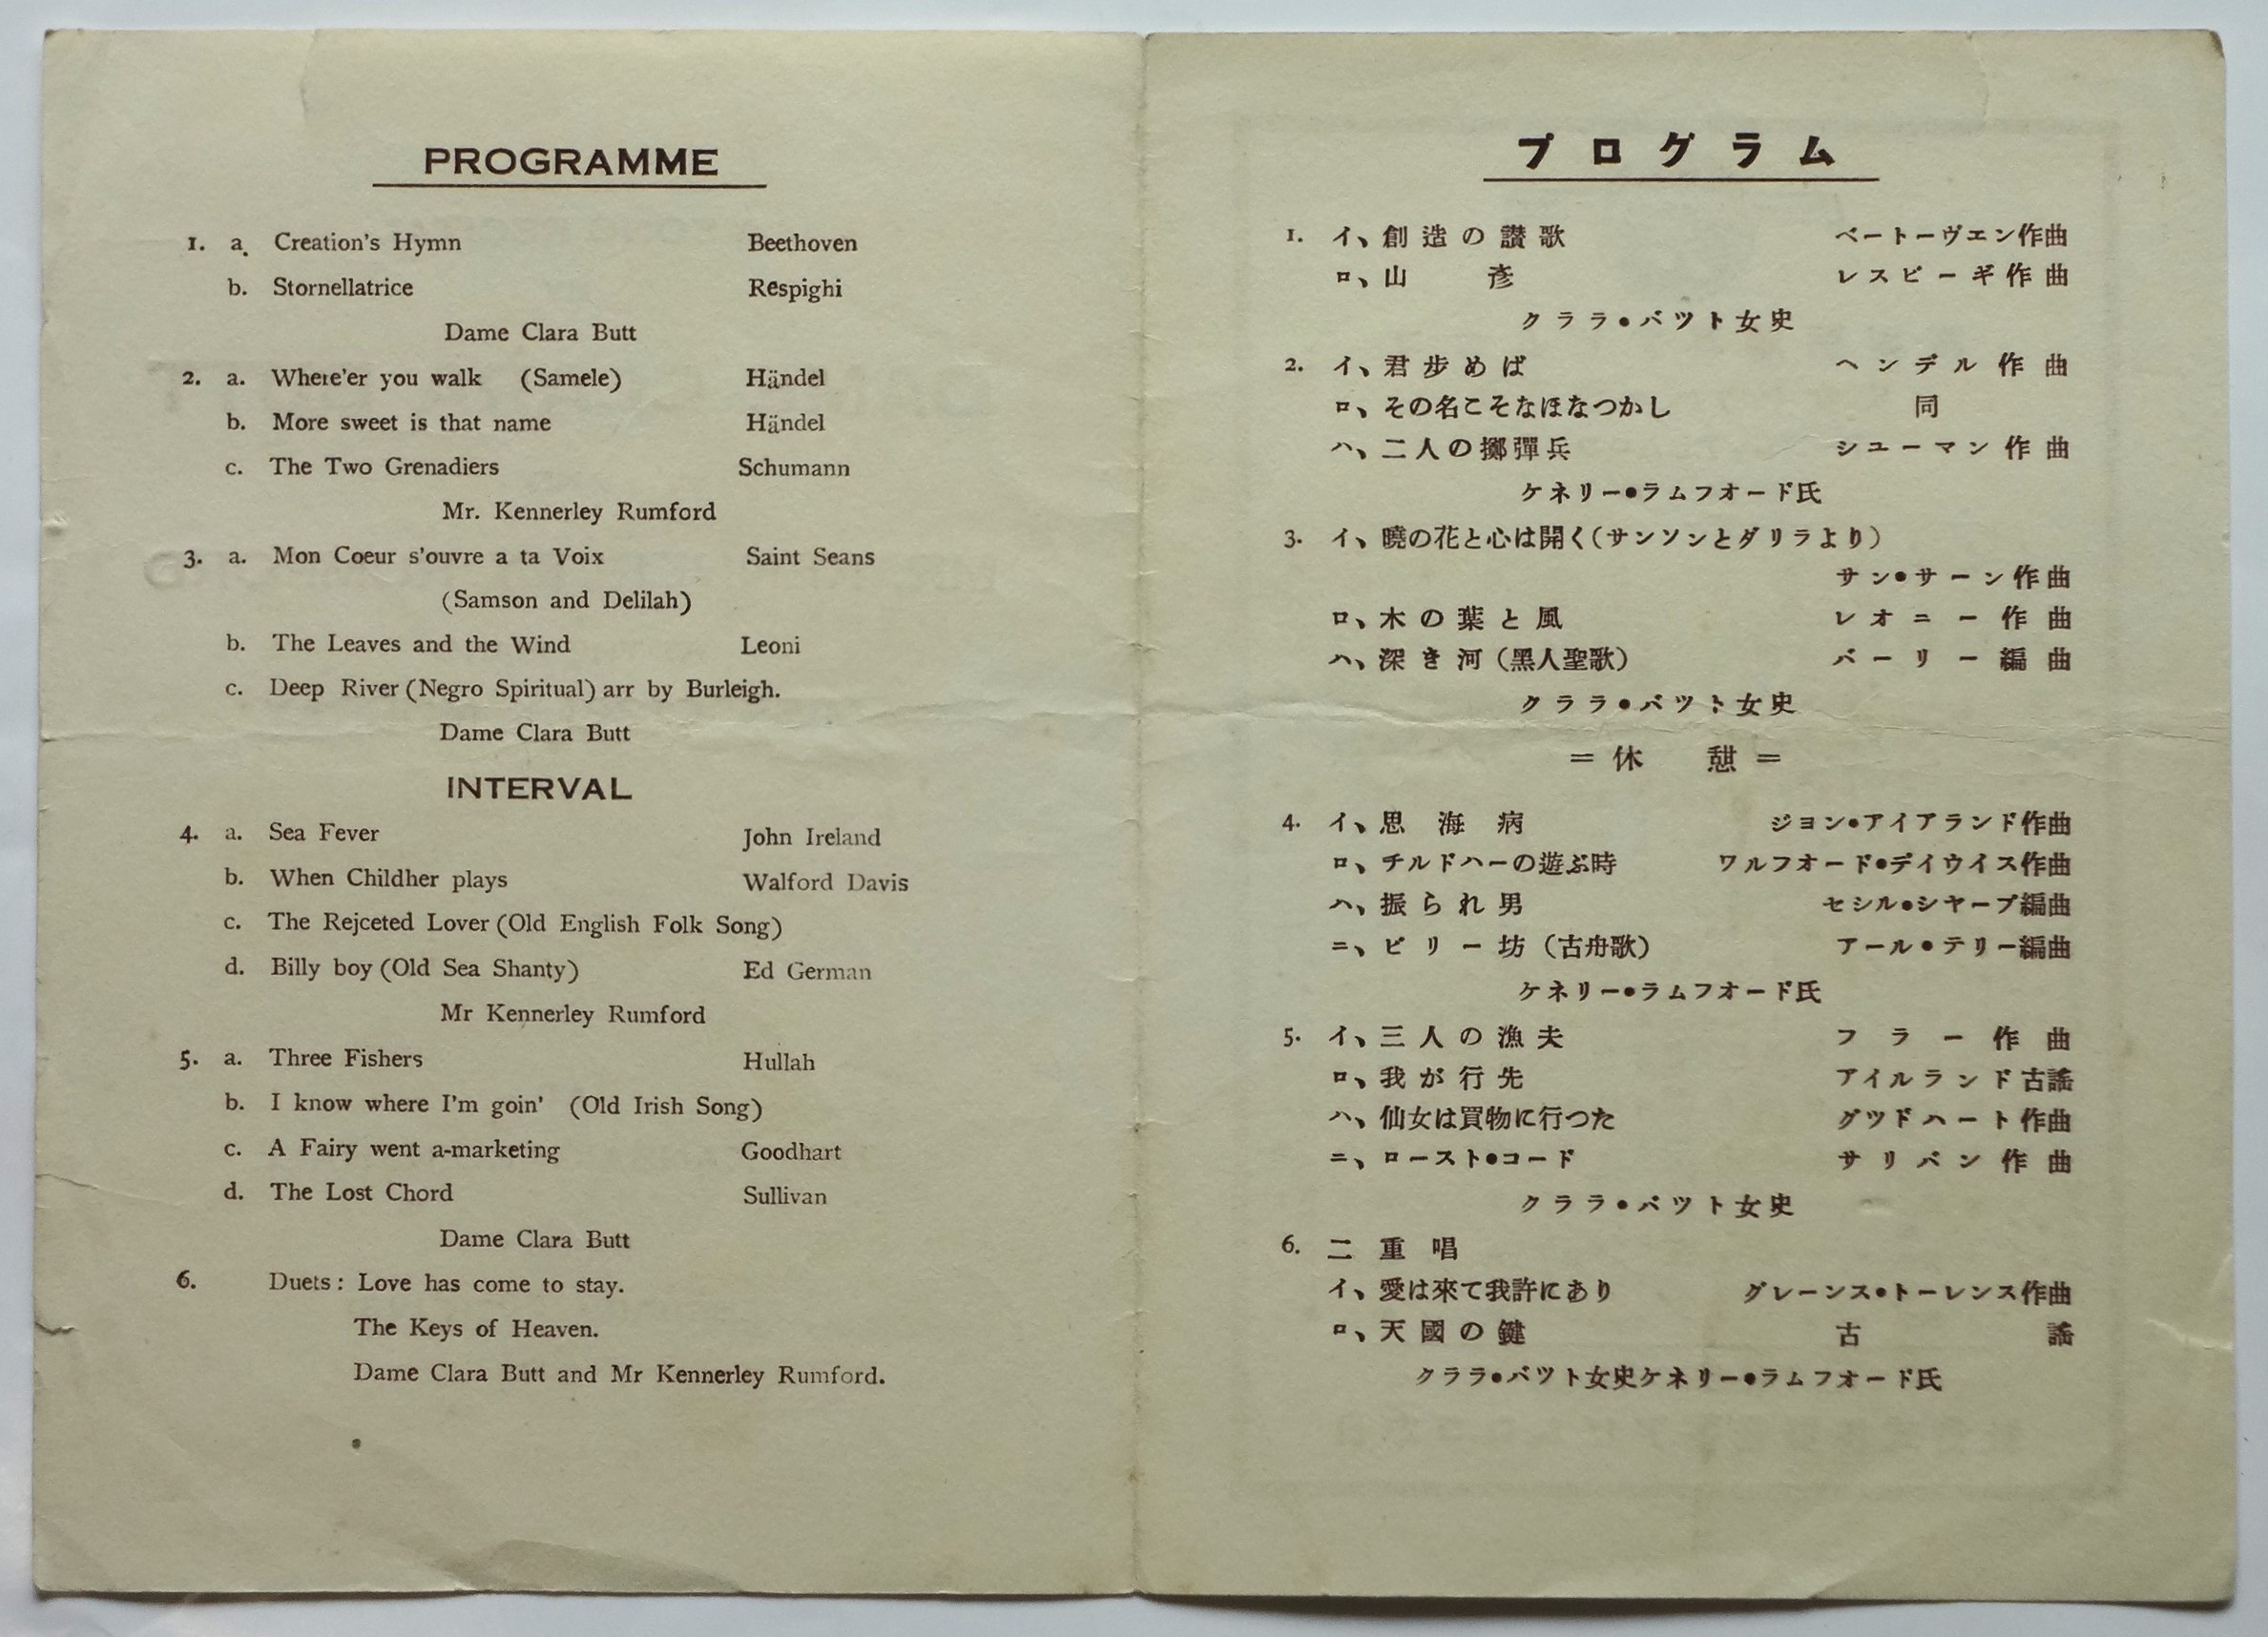 PROGRAMME
1. a. Creation's Hymn Beethoven
b. Stornellatrice Respighi
Dame Clara Butt
2. a. Where'er you walk (Samele) Händel
b. More sweet is that name Händel
c. The Two Grenadiers Schumann
Mr. Kennerley Rumford
3. a. Mon Coeur s'ouvre a ta Voix Saint Seans
(Samson and Delilah)
b. The Leaves and the Wind Leoni
c. Deep River (Negro Spiritual) arr by Burleigh.
Dame Clara Butt
INTERVAL
4. a. Sea Fever John Ireland
b. When Childher plays Walford Davis
c. The Rejceted Lover (Old English Folk Song)
d. Billy boy (Old Sea Shanty) Ed German
Mr Kennerley Rumford
5. a. Three Fishers Hullah
b. I know where I'm goin' (Old Irish Song)
c. A Fairy went a-marketing Goodhart
d. The Lost Chord Sullivan
Dame Clara Butt
6. Duets: Love has come to stay.
The Keys of Heaven.
Dame Clara Butt and Mr Kennerley Rumford.
プログラム
1. イ、創造の讃歌 ベートーヴエン作曲
ロ、山彦 レスピーギ作曲
クララ●バツト女史
2. イ、君步めば ヘンデル作曲
ロ、その名こそなほなつかし 同
ハ、二人の擲彈兵 シユーマン作曲
ケネリー●ラムフオード氏
3. イ、曉の花と心は開く(サンソンとダリラより)
サン●サーン作曲
ロ、木の葉と風 レオニー作曲
ハ、深き河(黑人聖歌) バーリー編曲
クララ●バツト女史
=休憇=
4. イ、思海病 ジヨン●アイアランド作曲
ロ、チルドハーの遊ぶ時 ワルフオード●デイウイス作曲
ハ、振られ男 セシル●シヤープ編曲
ニ、ビリー坊(古舟歌) アール●テリー編曲
ケネリー●ラムフオード氏
5. イ、三人の漁夫 フラー作曲
ロ、我が行先 アイルランド古謠
ハ、仙女は買物に行つた グツドハート作曲
ニ、ロースト●コード サリバン作曲
クララ●バツト女史
6. 二重唱
イ、愛は來て我許にあり グレーンス●トーレンス作曲
ロ、天國の鍵 古謠
クララ●バツト女史ケネリー●ラムフオード氏